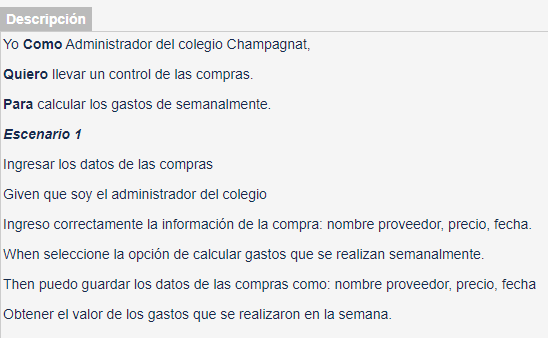 Descripción
Yo Como Administrador del colegio Champagnat,
Quiero llevar un control de las compras.
Para calcular los gastos de semanalmente.
Escenario 1
Ingresar los datos de las compras
Given que soy el administrador del colegio
Ingreso correctamente la información de la compra: nombre proveedor, precio, fecha.
When seleccione la opción de calcular gastos que se realizan semanalmente.
Then puedo guardar los datos de las compras como: nombre proveedor, precio, fecha
Obtener el valor de los gastos que se realizaron en la semana.